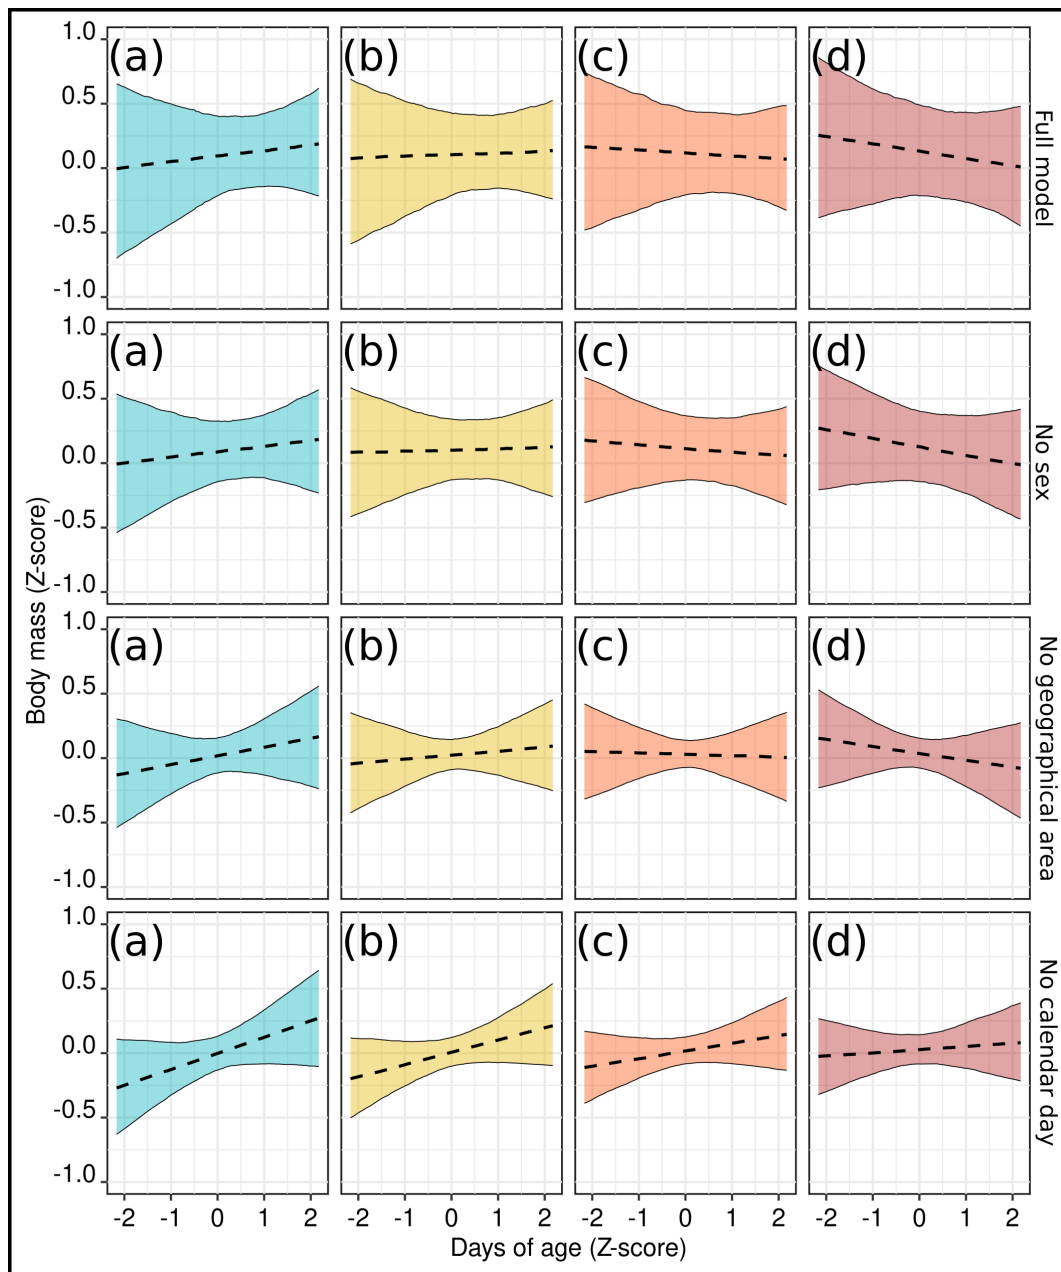 (a) (b) (c) (d)
1.0
0.5
0.0
-0.5
-1.0
Full model
(a) (b) (c) (d)
1.0
0.5
0.0
-0.5
-1.0
No sex
Body mass (Z-score)
(a) (b) (c) (d)
1.0
0.5
0.0
-0.5
-1.0
No geographical area
(a) (b) (c) (d)
1.0
0.5
0.0
-0.5
-1.0
No calendar day
-2 -1 0 1 2 -2 -1 0 1 2 -2 -1 0 1 2 -2 -1 0 1 2
Days of age (Z-score)